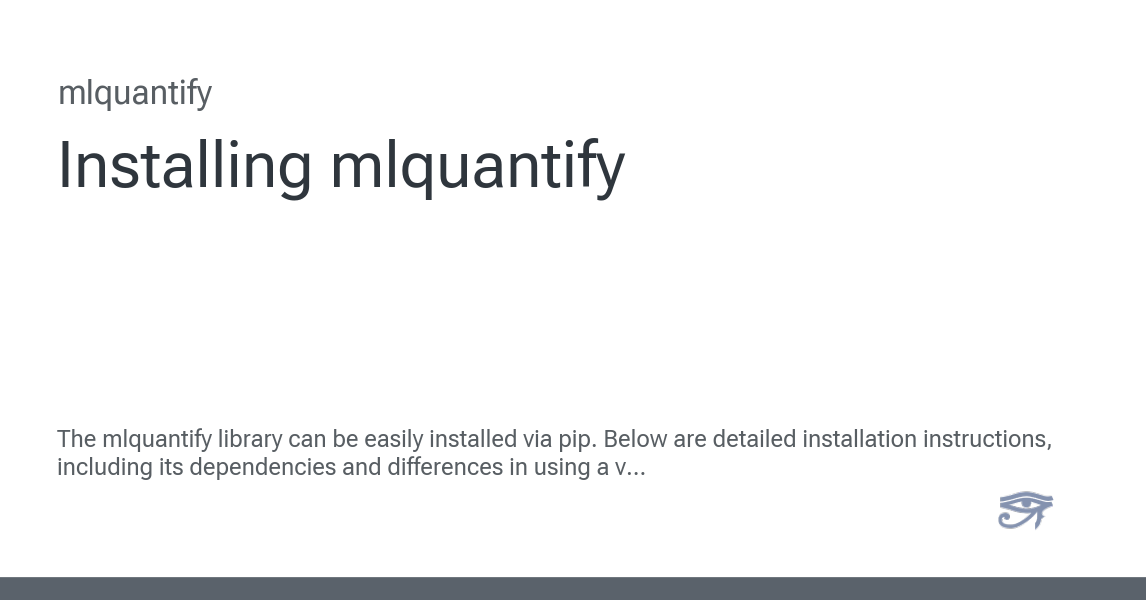 mlquantify
Installing mlquantify
The mlquantify library can be easily installed via pip. Below are detailed installation instructions,
including its dependencies and differences in using a v...